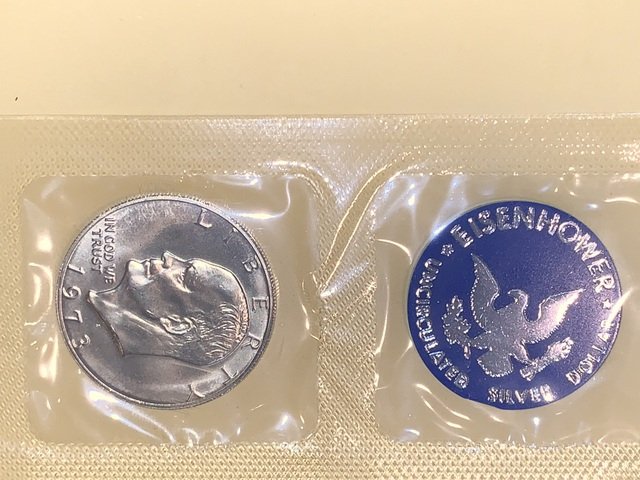 LIBERTY
IN GOD WE
TRUST
1973
EISENHOWER
UNCIRCULATED SILVER DOLLAR